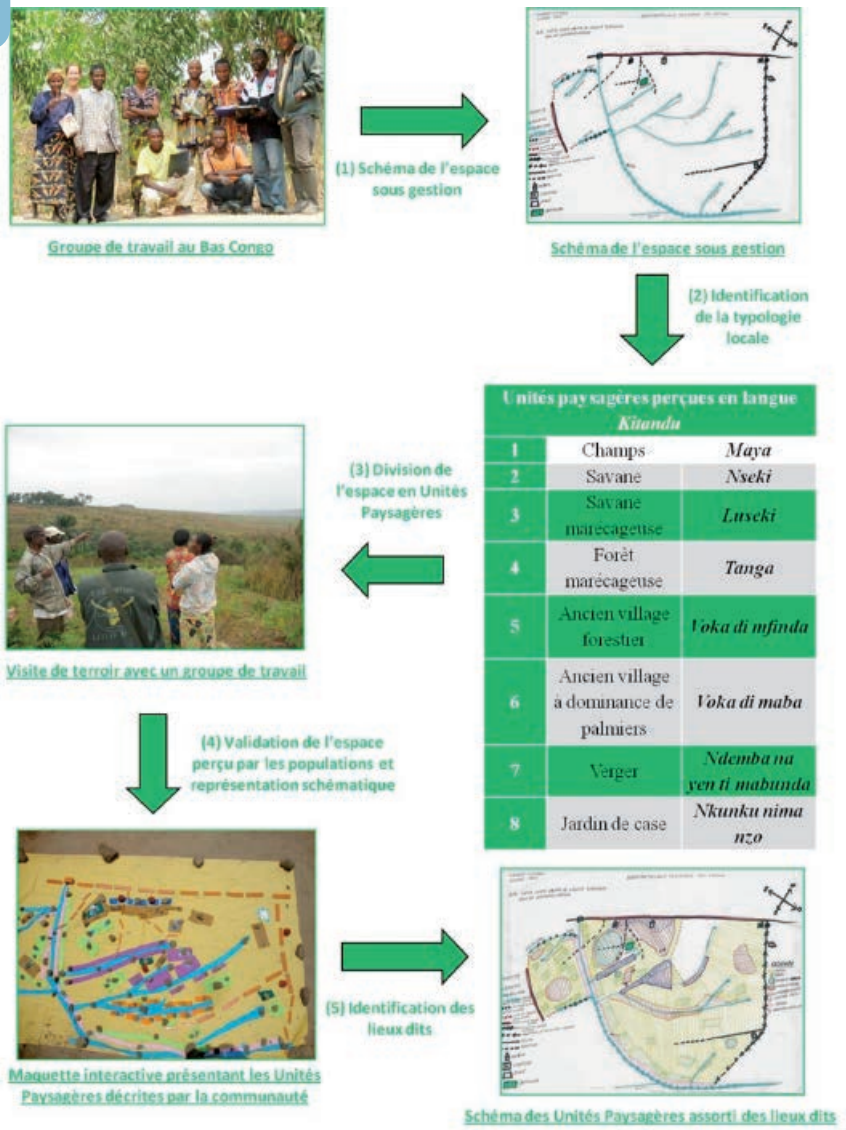 (1) Schéma de l'espace
sous gestion
Groupe de travail au Bas Congo
Schéma de l'espace sous gestion
(2) Identification
de la typologie
locale
Unités paysagères perçues en langue
Kitandu
1 Champs Maya
2 Savane Nseki
3 Savane marécageuse Luseki
4 Forêt marécageuse Tanga
5 Ancien village forestier Voka di mfinda
6 Ancien village à dominance de palmiers Voka di maba
7 Verger Ndemba na yen ti mabunda
8 Jardin de case Nkunku nima nzo
(3) Division de
l'espace en Unités
Paysagères
Visite de terroir avec un groupe de travail
(4) Validation de l'espace
perçu par les populations et
représentation schématique
(5) Identification des
lieux dits
Maquette interactive présentant les Unités
Paysagères décrites par la communauté
Schéma des Unités Paysagères assorti des lieux dits